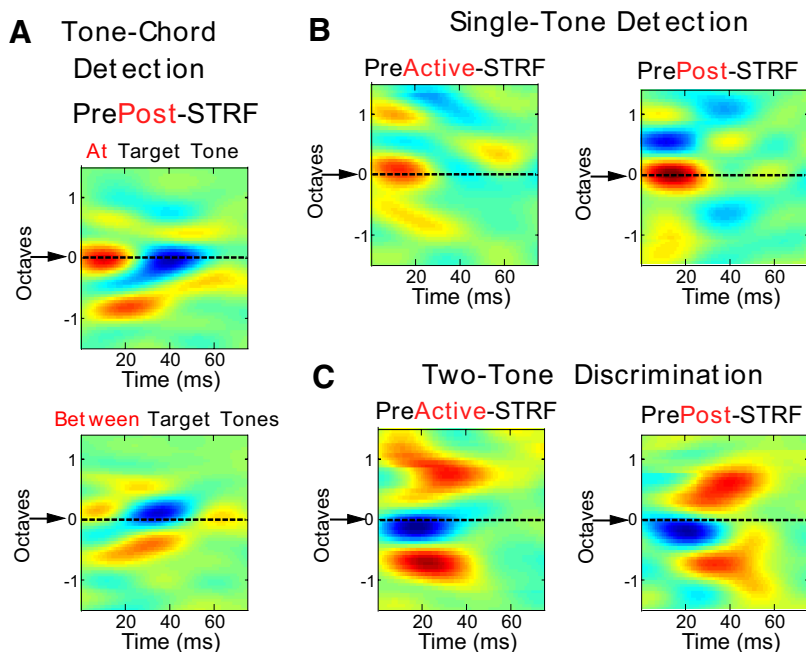 A
Tone-Chord
Detection
PrePost-STRF
At Target Tone
Octaves
1
0
-1
20 40 60
Time (ms)
Between Target Tones
Octaves
1
0
-1
20 40 60
Time (ms)
B
Single-Tone Detection
PreActive-STRF
Octaves
1
0
-1
20 40 60
Time (ms)
PrePost-STRF
Octaves
1
0
-1
20 40 60
Time (ms)
C
Two-Tone Discrimination
PreActive-STRF
Octaves
1
0
-1
20 40 60
Time (ms)
PrePost-STRF
Octaves
1
0
-1
20 40 60
Time (ms)